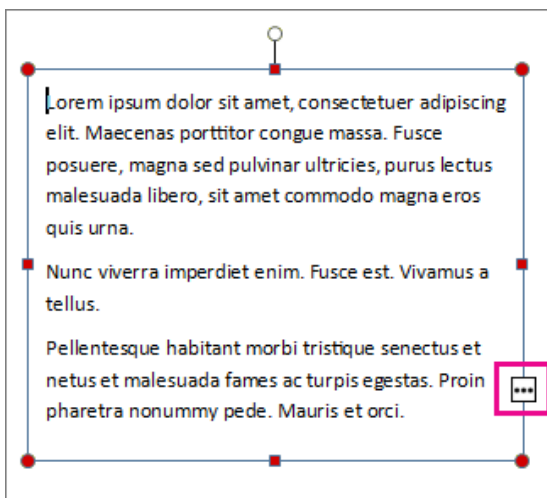 Lorem ipsum dolor sit amet, consectetuer adipiscing
elit. Maecenas porttitor congue massa. Fusce
posuere, magna sed pulvinar ultricies, purus lectus
malesuada libero, sit amet commodo magna eros
quis urna.
Nunc viverra imperdiet enim. Fusce est. Vivamus a
tellus.
Pellentesque habitant morbi tristique senectus et
netus et malesuada fames ac turpis egestas. Proin
pharetra nonummy pede. Mauris et orci.